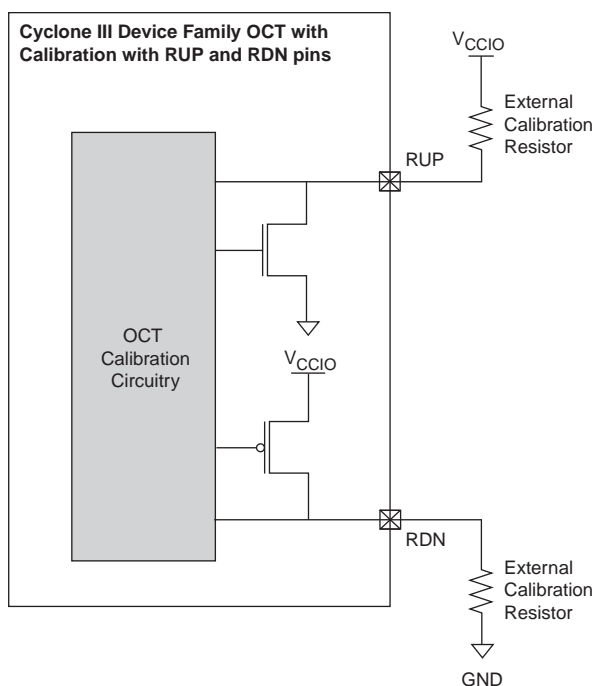 Cyclone III Device Family OCT with
Calibration with RUP and RDN pins
VCCIO
External
Calibration
Resistor
RUP
OCT
Calibration
Circuitry
VCCIO
RDN
External
Calibration
Resistor
GND